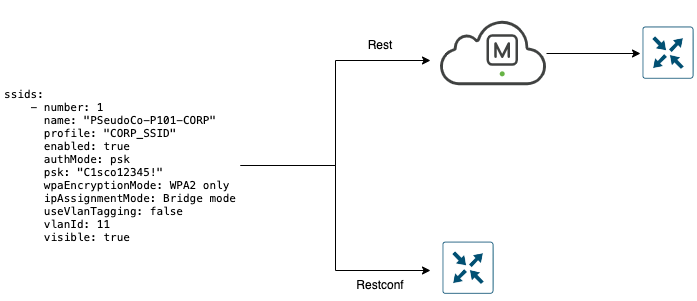 Rest
M
ssids:
- number: 1
name: "PSeudoCo-P101-CORP"
profile: "CORP_SSID"
enabled: true
authMode: psk
psk: "C1sco12345!"
wpaEncryptionMode: WPA2 only
ipAssignmentMode: Bridge mode
useVlanTagging: false
vlanId: 11
visible: true
Restconf